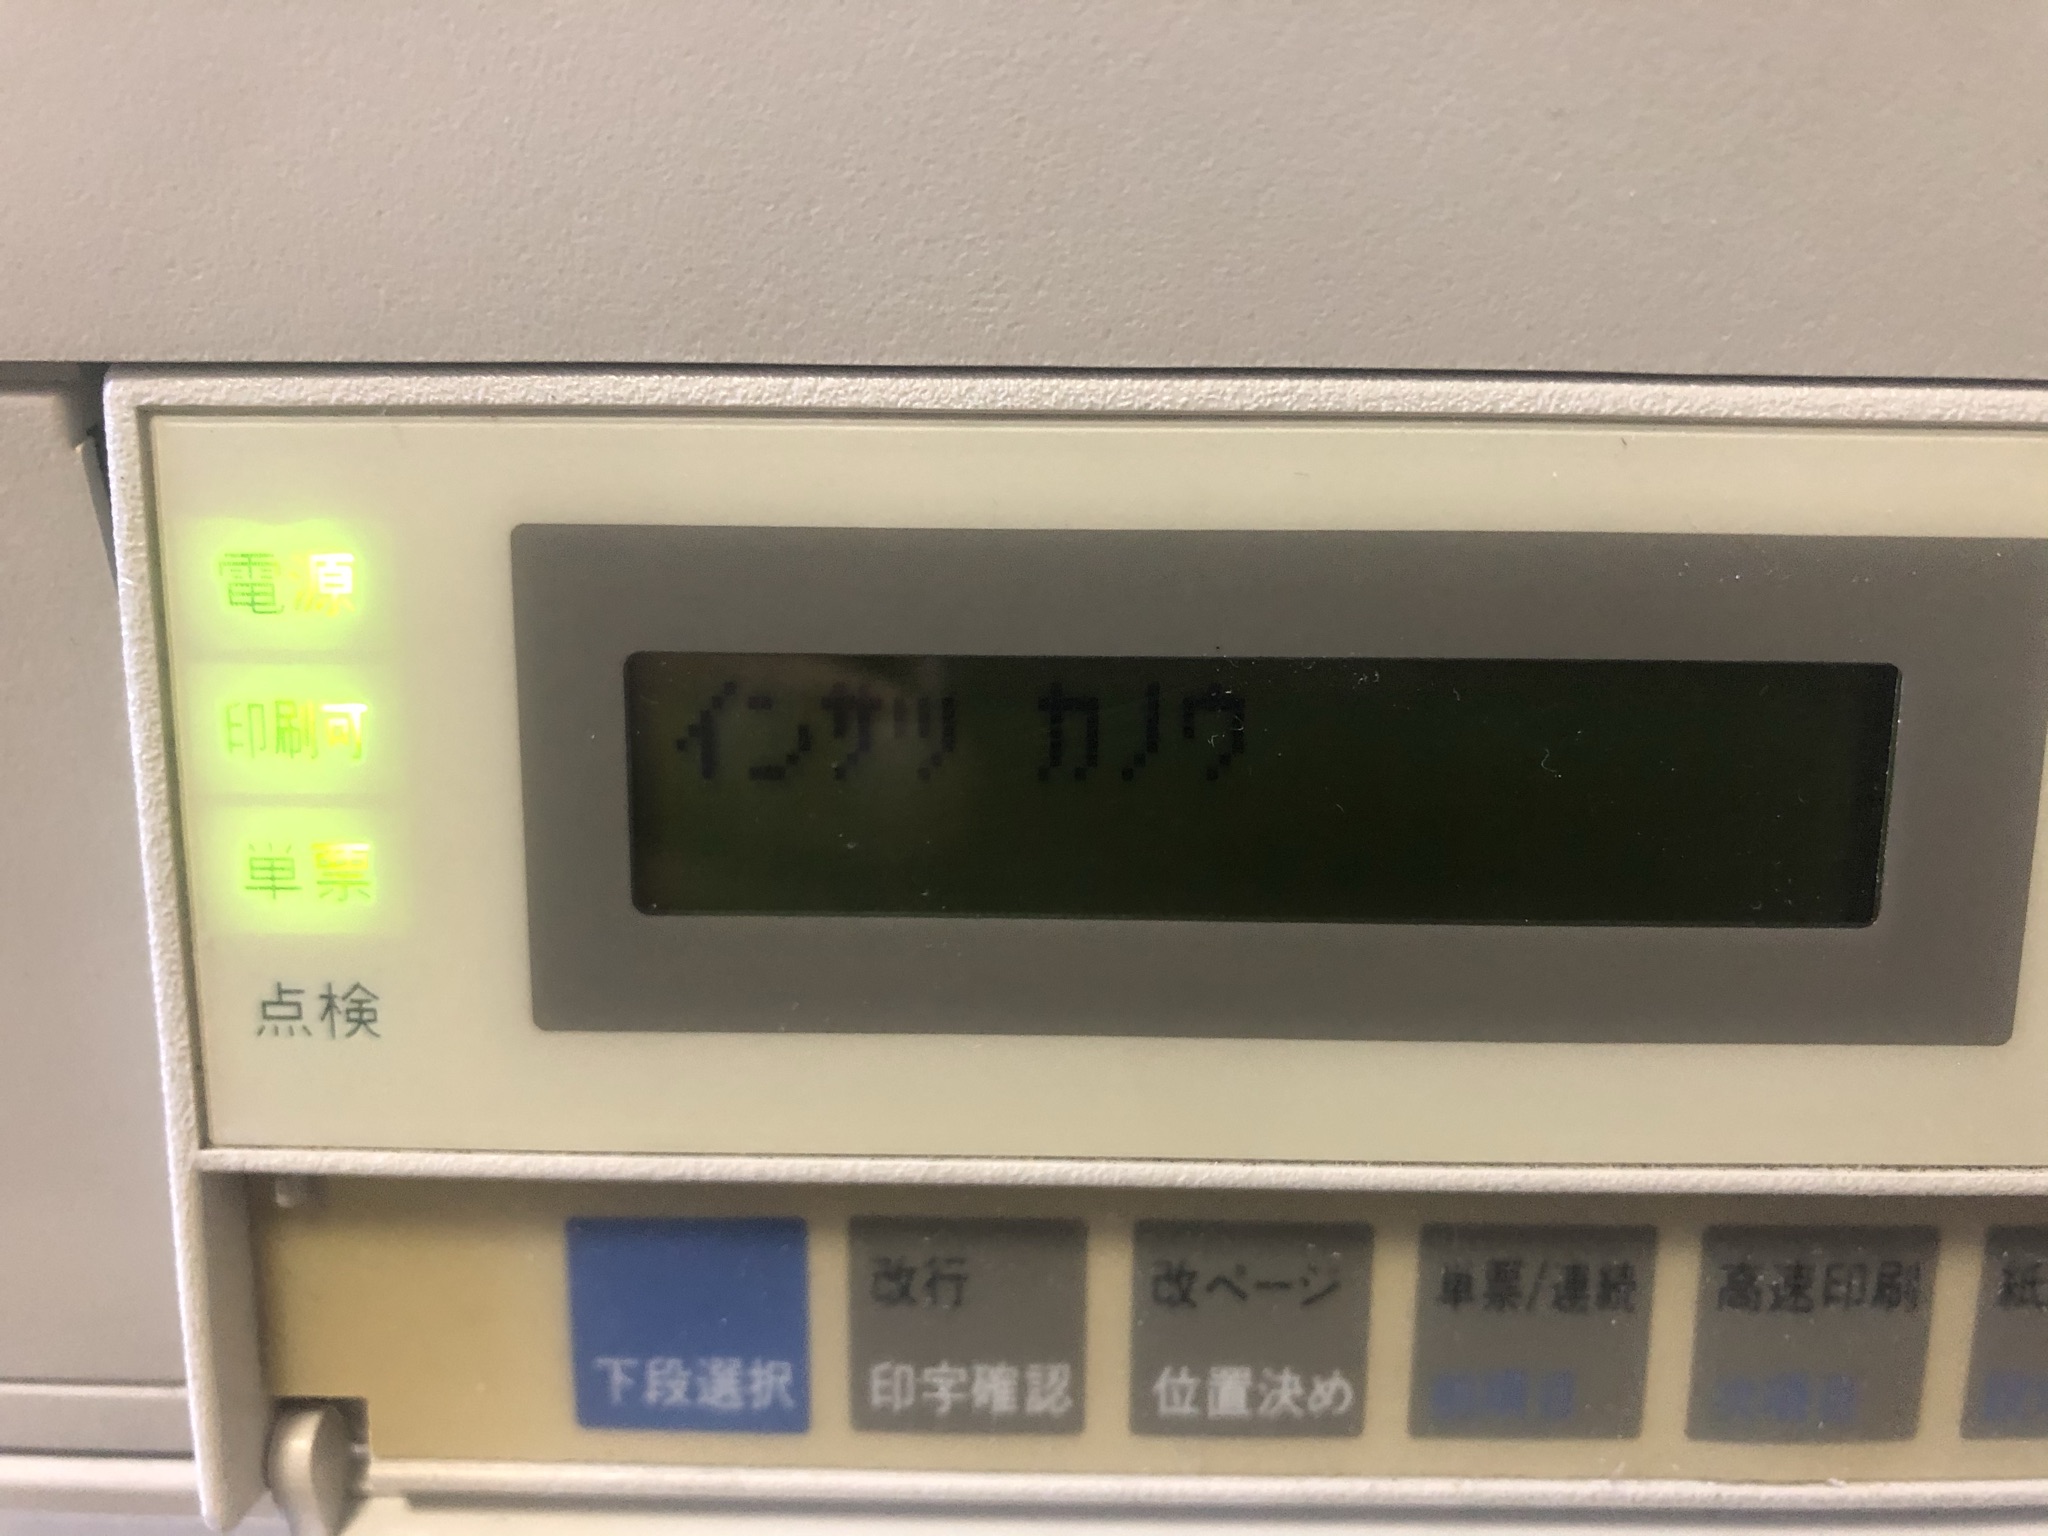 電源
印刷可
単票
点検
インサツ カノウ
下段選択
改行
印字確認
改ページ
位置決め
単票/連続
高速印刷
紙